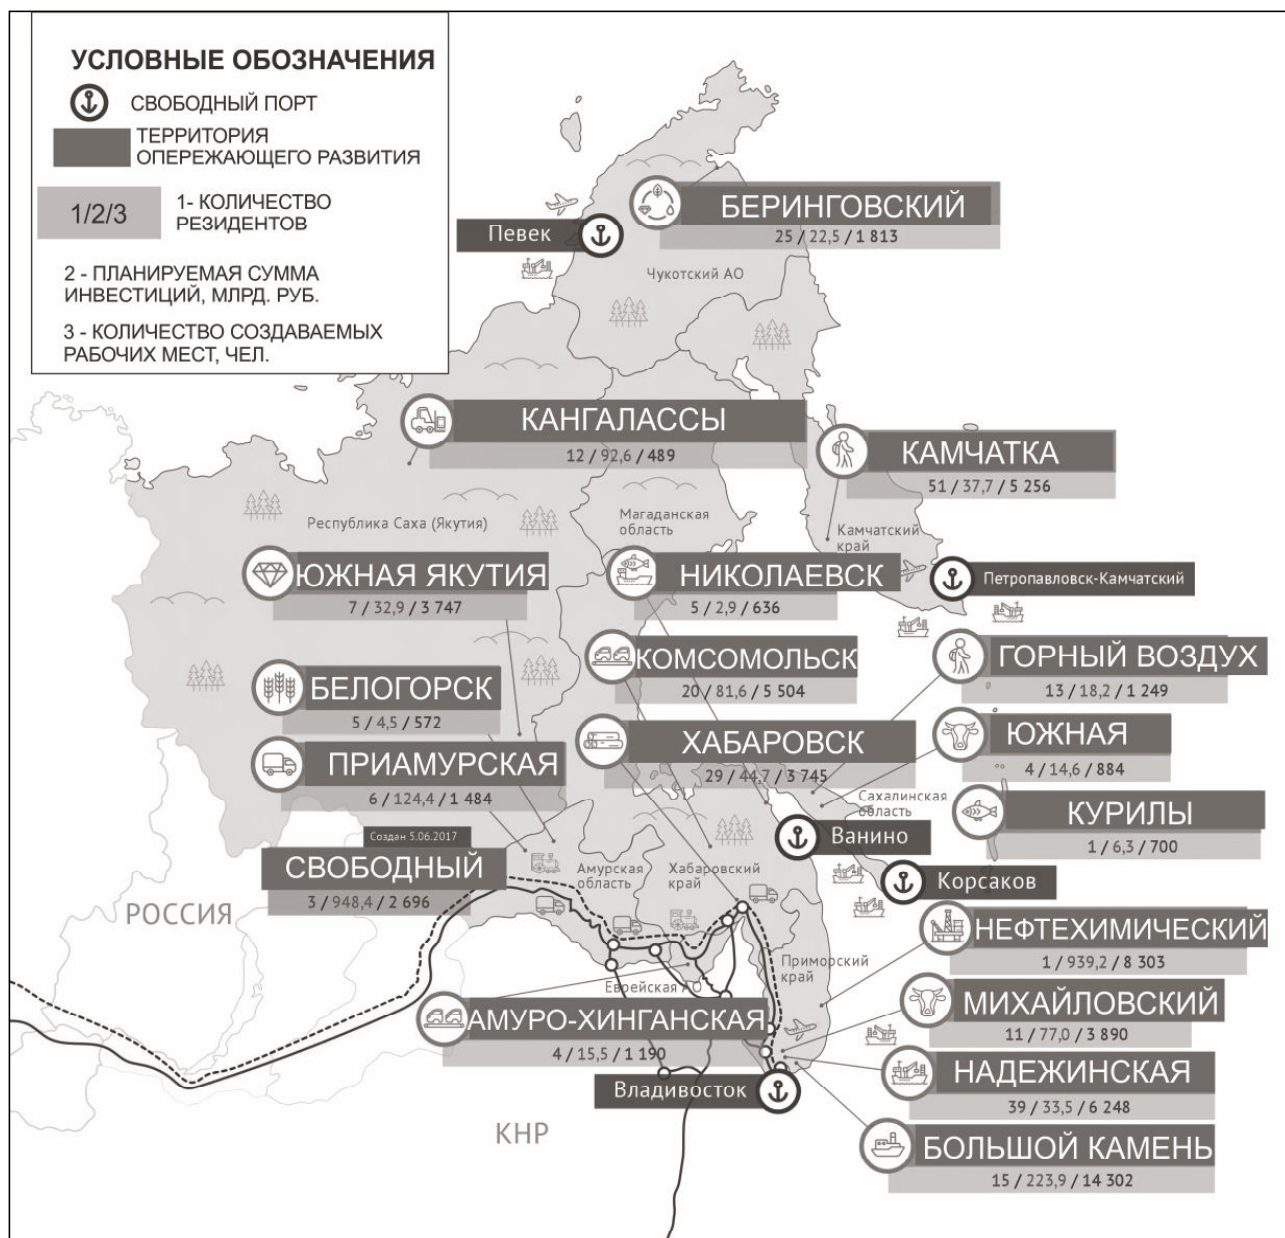 УСЛОВНЫЕ ОБОЗНАЧЕНИЯ
СВОБОДНЫЙ ПОРТ
ТЕРРИТОРИЯ
ОПЕРЕЖАЮЩЕГО РАЗВИТИЯ
1/2/3
1- КОЛИЧЕСТВО
РЕЗИДЕНТОВ
2 - ПЛАНИРУЕМАЯ СУММА
ИНВЕСТИЦИЙ, МЛРД. РУБ.
3 - КОЛИЧЕСТВО СОЗДАВАЕМЫХ
РАБОЧИХ МЕСТ, ЧЕЛ.
БЕРИНГОВСКИЙ
25 / 22,5 / 1 813
Певек
Чукотский АО
КАНГАЛАССЫ
12 / 92,6 / 489
КАМЧАТКА
51 / 37,7 / 5 256
Республика Саха (Якутия)
Магаданская
область
Камчатский
край
ЮЖНАЯ ЯКУТИЯ
7 / 32,9 / 3 747
НИКОЛАЕВСК
5 / 2,9 / 636
Петропавловск-Камчатский
КОМСОМОЛЬСК
20 / 81,6 / 5 504
ГОРНЫЙ ВОЗДУХ
13 / 18,2 / 1 249
БЕЛОГОРСК
5 / 4,5 / 572
ХАБАРОВСК
29 / 44,7 / 3 745
ЮЖНАЯ
4 / 14,6 / 884
ПРИАМУРСКАЯ
6 / 124,4 / 1 484
Сахалинская
область
КУРИЛЫ
1 / 6,3 / 700
Создан 5.06.2017
СВОБОДНЫЙ
3 / 948,4 / 2 696
Ванино
Амурская
область
Хабаровский
край
Корсаков
РОССИЯ
НЕФТЕХИМИЧЕСКИЙ
1 / 939,2 / 8 303
Приморский
край
Еврейская АО
АМУРО-ХИНГАНСКАЯ
4 / 15,5 / 1 190
МИХАЙЛОВСКИЙ
11 / 77,0 / 3 890
Владивосток
НАДЕЖИНСКАЯ
39 / 33,5 / 6 248
КНР
БОЛЬШОЙ КАМЕНЬ
15 / 223,9 / 14 302